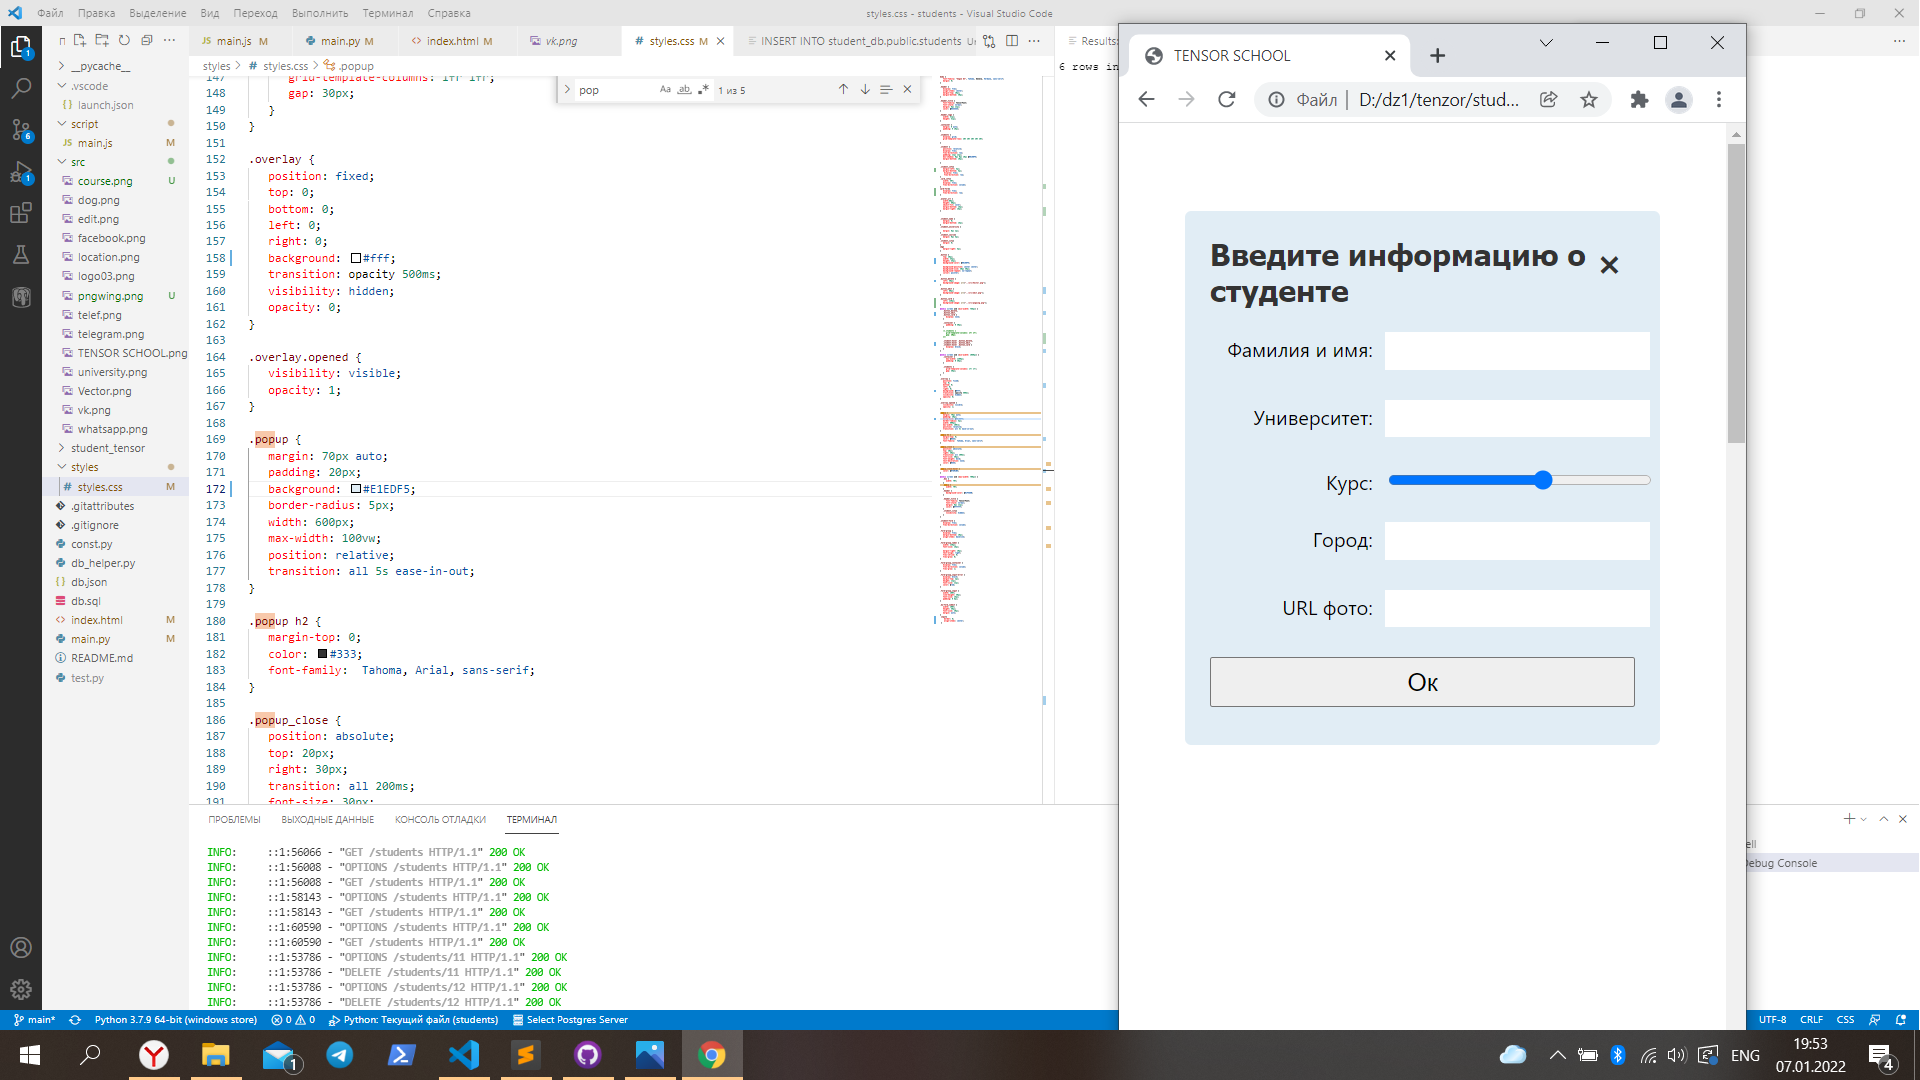 Файл Правка Выделение Вид Переход Выполнить Терминал Справка
styles.css - students - Visual Studio Code
main.js M
main.py M
index.html M
vk.png
styles.css M
INSERT INTO student_db.public.students
Results:
styles > # styles.css > .popup
pop
Aa
1 из 5
6 rows in
__pycache__
.vscode
launch.json
script
main.js M
src
course.png U
dog.png
edit.png
facebook.png
location.png
logo03.png
pngwing.png U
telef.png
telegram.png
TENSOR SCHOOL.png
university.png
Vector.png
vk.png
whatsapp.png
student_tensor
styles
# styles.css M
.gitattributes
.gitignore
const.py
db_helper.py
db.json
db.sql
index.html M
main.py M
README.md
test.py
147 grid-template-columns: 1fr 1fr;
148 gap: 30px;
149 }
150 }
151
152 .overlay {
153 position: fixed;
154 top: 0;
155 bottom: 0;
156 left: 0;
157 right: 0;
158 background: #fff;
159 transition: opacity 500ms;
160 visibility: hidden;
161 opacity: 0;
162 }
163
164 .overlay.opened {
165 visibility: visible;
166 opacity: 1;
167 }
168
169 .popup {
170 margin: 70px auto;
171 padding: 20px;
172 background: #E1EDF5;
173 border-radius: 5px;
174 width: 600px;
175 max-width: 100vw;
176 position: relative;
177 transition: all 5s ease-in-out;
178 }
179
180 .popup h2 {
181 margin-top: 0;
182 color: #333;
183 font-family: Tahoma, Arial, sans-serif;
184 }
185
186 .popup_close {
187 position: absolute;
188 top: 20px;
189 right: 30px;
190 transition: all 200ms;
191 font-size: 30px;
ПРОБЛЕМЫ ВЫХОДНЫЕ ДАННЫЕ КОНСОЛЬ ОТЛАДКИ ТЕРМИНАЛ
INFO: ::1:56066 - "GET /students HTTP/1.1" 200 OK
INFO: ::1:56008 - "OPTIONS /students HTTP/1.1" 200 OK
INFO: ::1:56008 - "GET /students HTTP/1.1" 200 OK
INFO: ::1:58143 - "OPTIONS /students HTTP/1.1" 200 OK
INFO: ::1:58143 - "GET /students HTTP/1.1" 200 OK
INFO: ::1:60590 - "OPTIONS /students HTTP/1.1" 200 OK
INFO: ::1:60590 - "GET /students HTTP/1.1" 200 OK
INFO: ::1:53786 - "OPTIONS /students/11 HTTP/1.1" 200 OK
INFO: ::1:53786 - "DELETE /students/11 HTTP/1.1" 200 OK
INFO: ::1:53786 - "OPTIONS /students/12 HTTP/1.1" 200 OK
INFO: ::1:53786 - "DELETE /students/12 HTTP/1.1" 200 OK
main* Python 3.7.9 64-bit (windows store) 0 0 Python: Текущий файл (students) Select Postgres Server
TENSOR SCHOOL
Файл | D:/dz1/tenzor/stud...
Введите информацию о
студенте
×
Фамилия и имя:
Университет:
Курс:
Город:
URL фото:
Ок
ell
Debug Console
UTF-8 CRLF CSS
ENG
19:53
07.01.2022
1
4